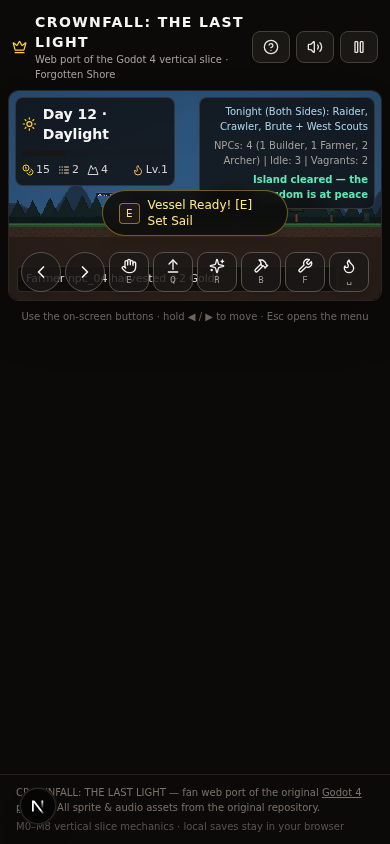 CROWNFALL: THE LAST
LIGHT
Web port of the Godot 4 vertical slice ·
Forgotten Shore
Day 12 ·
Daylight
15 2 4 Lv.1
Tonight (Both Sides): Raider,
Crawler, Brute + West Scouts
NPCs: 4 (1 Builder, 1 Farmer, 2
Archer) | Idle: 3 | Vagrants: 2
Island cleared — the
is at peace
E Vessel Ready! [E]
Set Sail
E Q R B F ␣
Use the on-screen buttons · hold ◀ / ▶ to move · Esc opens the menu
THE LAST LIGHT — fan web port of the original Godot 4
All sprite & audio assets from the original repository.
N
M0–M8 vertical slice mechanics · local saves stay in your browser